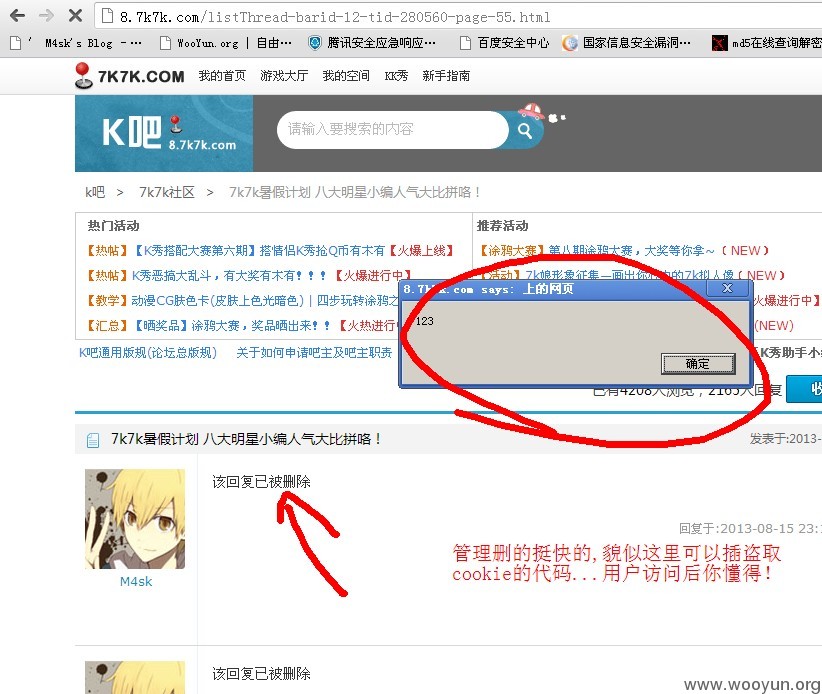 8.7k7k.com/listThread-barid-12-tid-280560-page-55.html
' M4sk's Blog - ··· WooYun.org | 自由··· 腾讯安全应急响应··· 百度安全中心 国家信息安全漏洞··· md5在线查询解密
7K7K.COM 我的首页 游戏大厅 我的空间 KK秀 新手指南
K吧 8.7k7k.com 请输入要搜索的内容
k吧 > 7k7k社区 > 7k7k暑假计划 八大明星小编人气大比拼咯！
热门活动 推荐活动
【热帖】【K秀搭配大赛第六期】搭情侣K秀抢Q币有木有【火爆上线】 【涂鸦大赛】第八期涂鸦大赛，大奖等你拿~（NEW）
【热帖】K秀恶搞大乱斗，有大奖有木有！！！【火爆进行中】 【活动】7k娘形象征集—画出你心中的7k拟人像（NEW）
【教学】动漫CG肤色卡(皮肤上色光暗色)｜四步玩转涂鸦之 火爆进行中】
【汇总】【晒奖品】涂鸦大赛，奖品晒出来！！【火热进行 (NEW)
8.7k7k.com says: 上的网页 X
123
确定
K吧通用版规(论坛总版规) 关于如何申请吧主及吧主职责 K秀助手小
已有4208人浏览，2165人回复 收
7k7k暑假计划 八大明星小编人气大比拼咯！ 发表于:2013-
该回复已被删除
回复于:2013-08-15 23:
管理删的挺快的,貌似这里可以插盗取
cookie的代码...用户访问后你懂得！
M4sk
该回复已被删除
www.wooyun.org